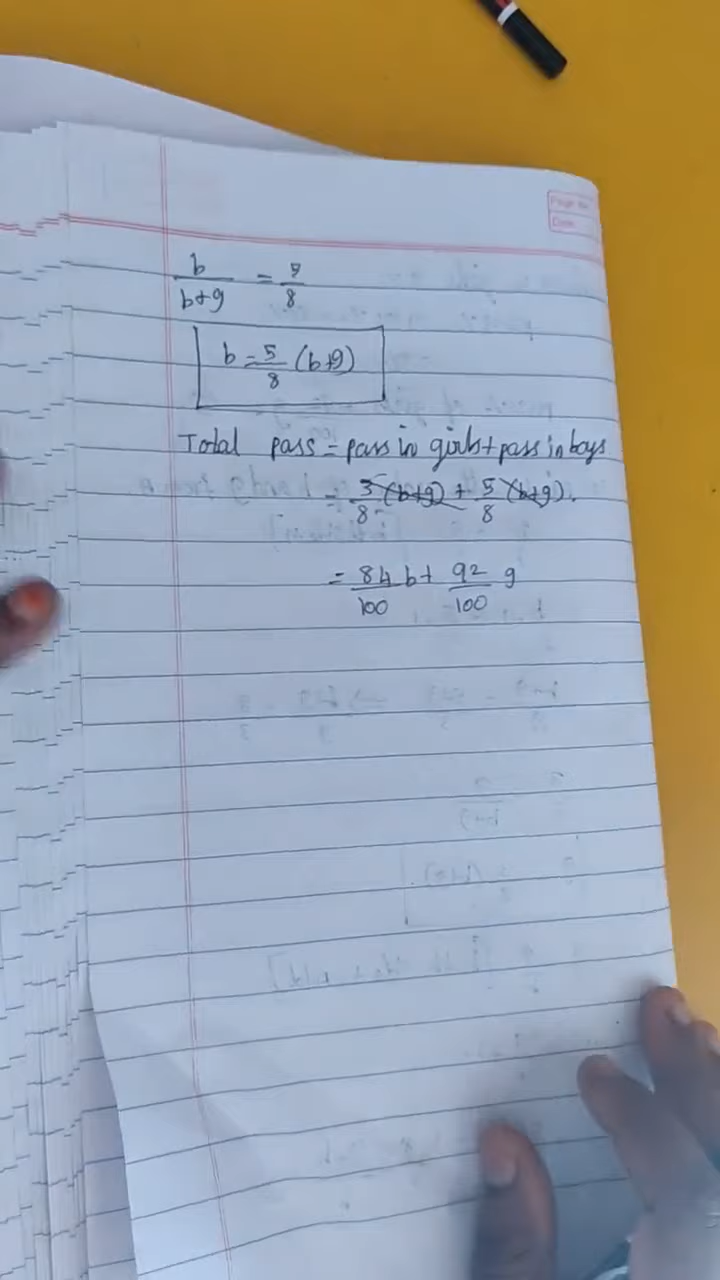 b/b+g = 5/8
b = 5/8 (b+g)
Total pass = pass in girls + pass in boys
= 3/8 (b+g) + 5/8 (b+g).
= 84/100 b + 92/100 g